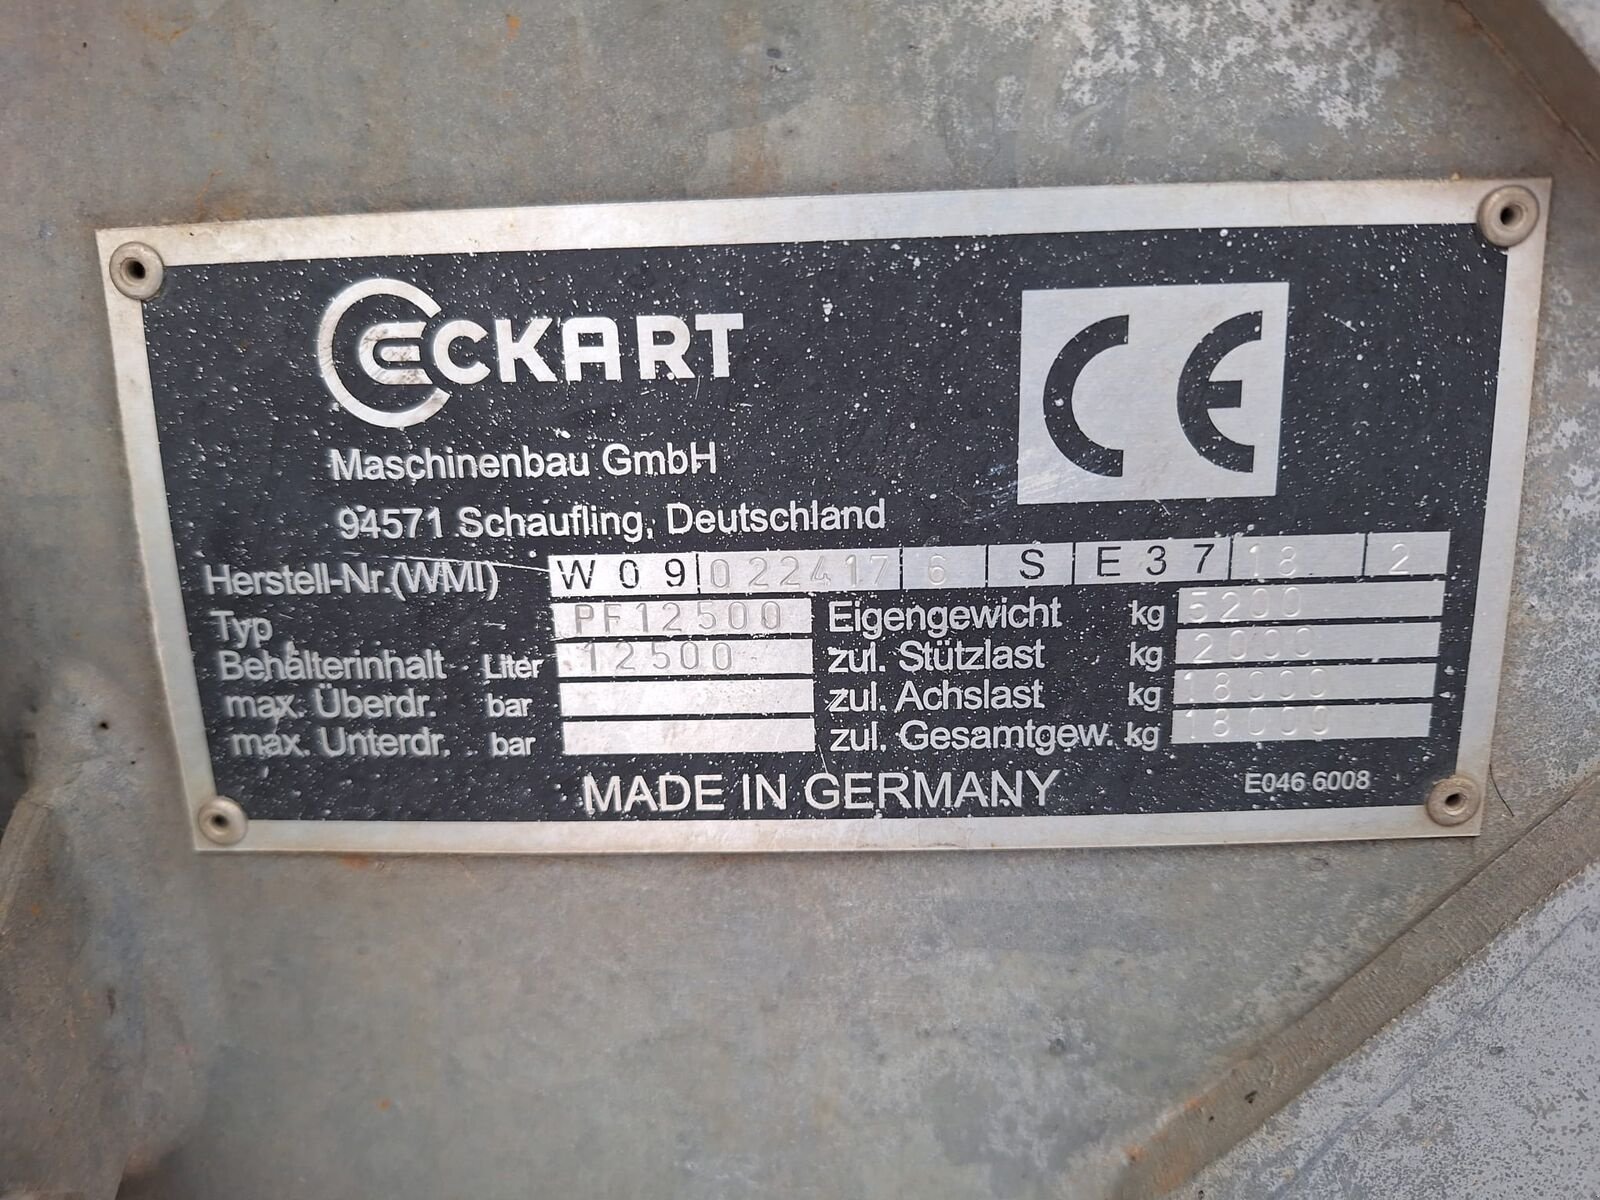 ECKART
CE
Maschinenbau GmbH
94571 Schaufling, Deutschland
Herstell-Nr.(WMI) W09 0224176 S E37 18 2
Typ PF12500 Eigengewicht kg 5200
Behälterinhalt Liter 12500 zul. Stützlast kg 2000
max. Überdr. bar zul. Achslast kg 18000
max. Unterdr. bar zul. Gesamtgew. kg 18000
MADE IN GERMANY E046 6008